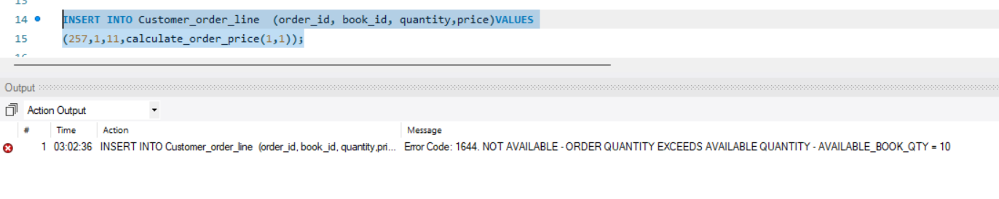 14 INSERT INTO Customer_order_line (order_id, book_id, quantity,price)VALUES
15 (257,1,11,calculate_order_price(1,1));
Output
Action Output
# Time Action Message
1 03:02:36 INSERT INTO Customer_order_line (order_id, book_id, quantity,pri... Error Code: 1644. NOT AVAILABLE - ORDER QUANTITY EXCEEDS AVAILABLE QUANTITY - AVAILABLE_BOOK_QTY = 10